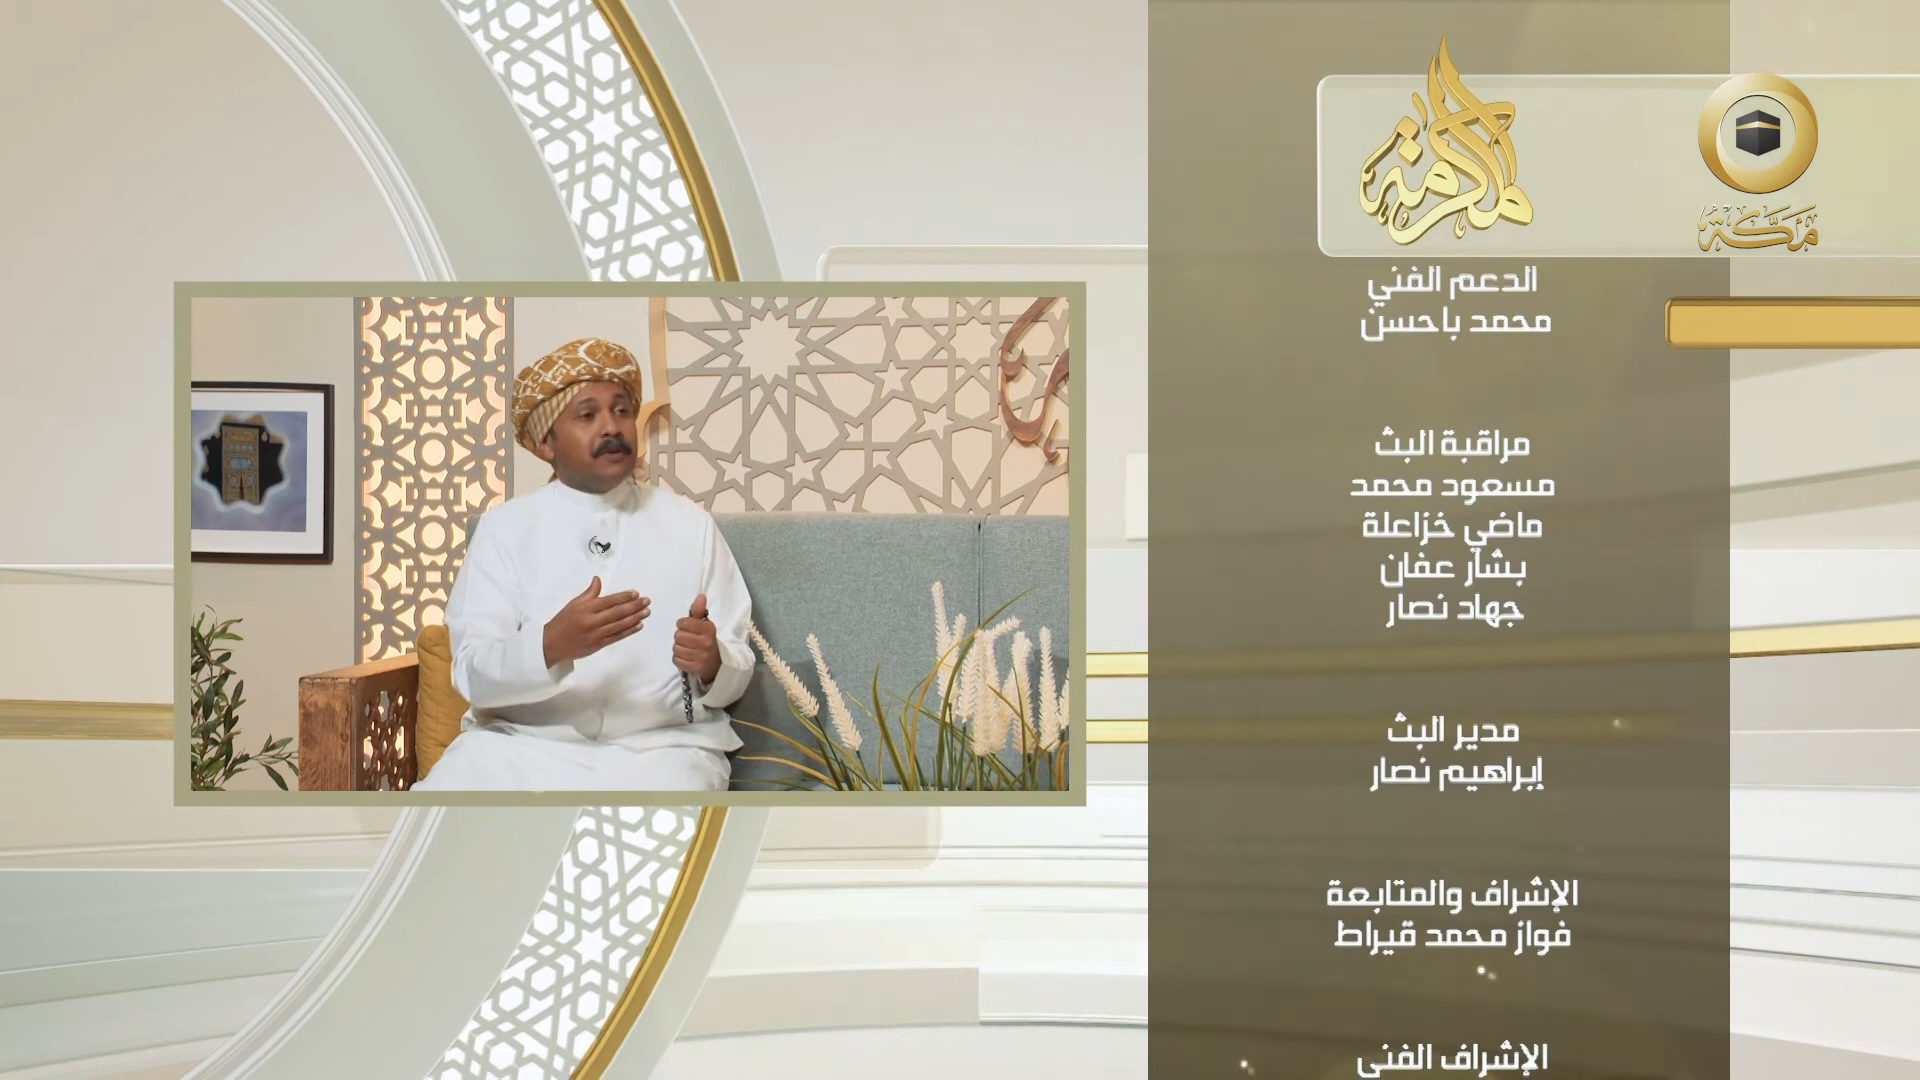 المكرمة
مكة
الدعم الفني
محمد باحسن
مراقبة البث
مسعود محمد
ماضي خزاعلة
بشار عفان
جهاد نصار
مدير البث
إبراهيم نصار
الإشراف والمتابعة
فواز محمد قيراط
الإشراف الفني